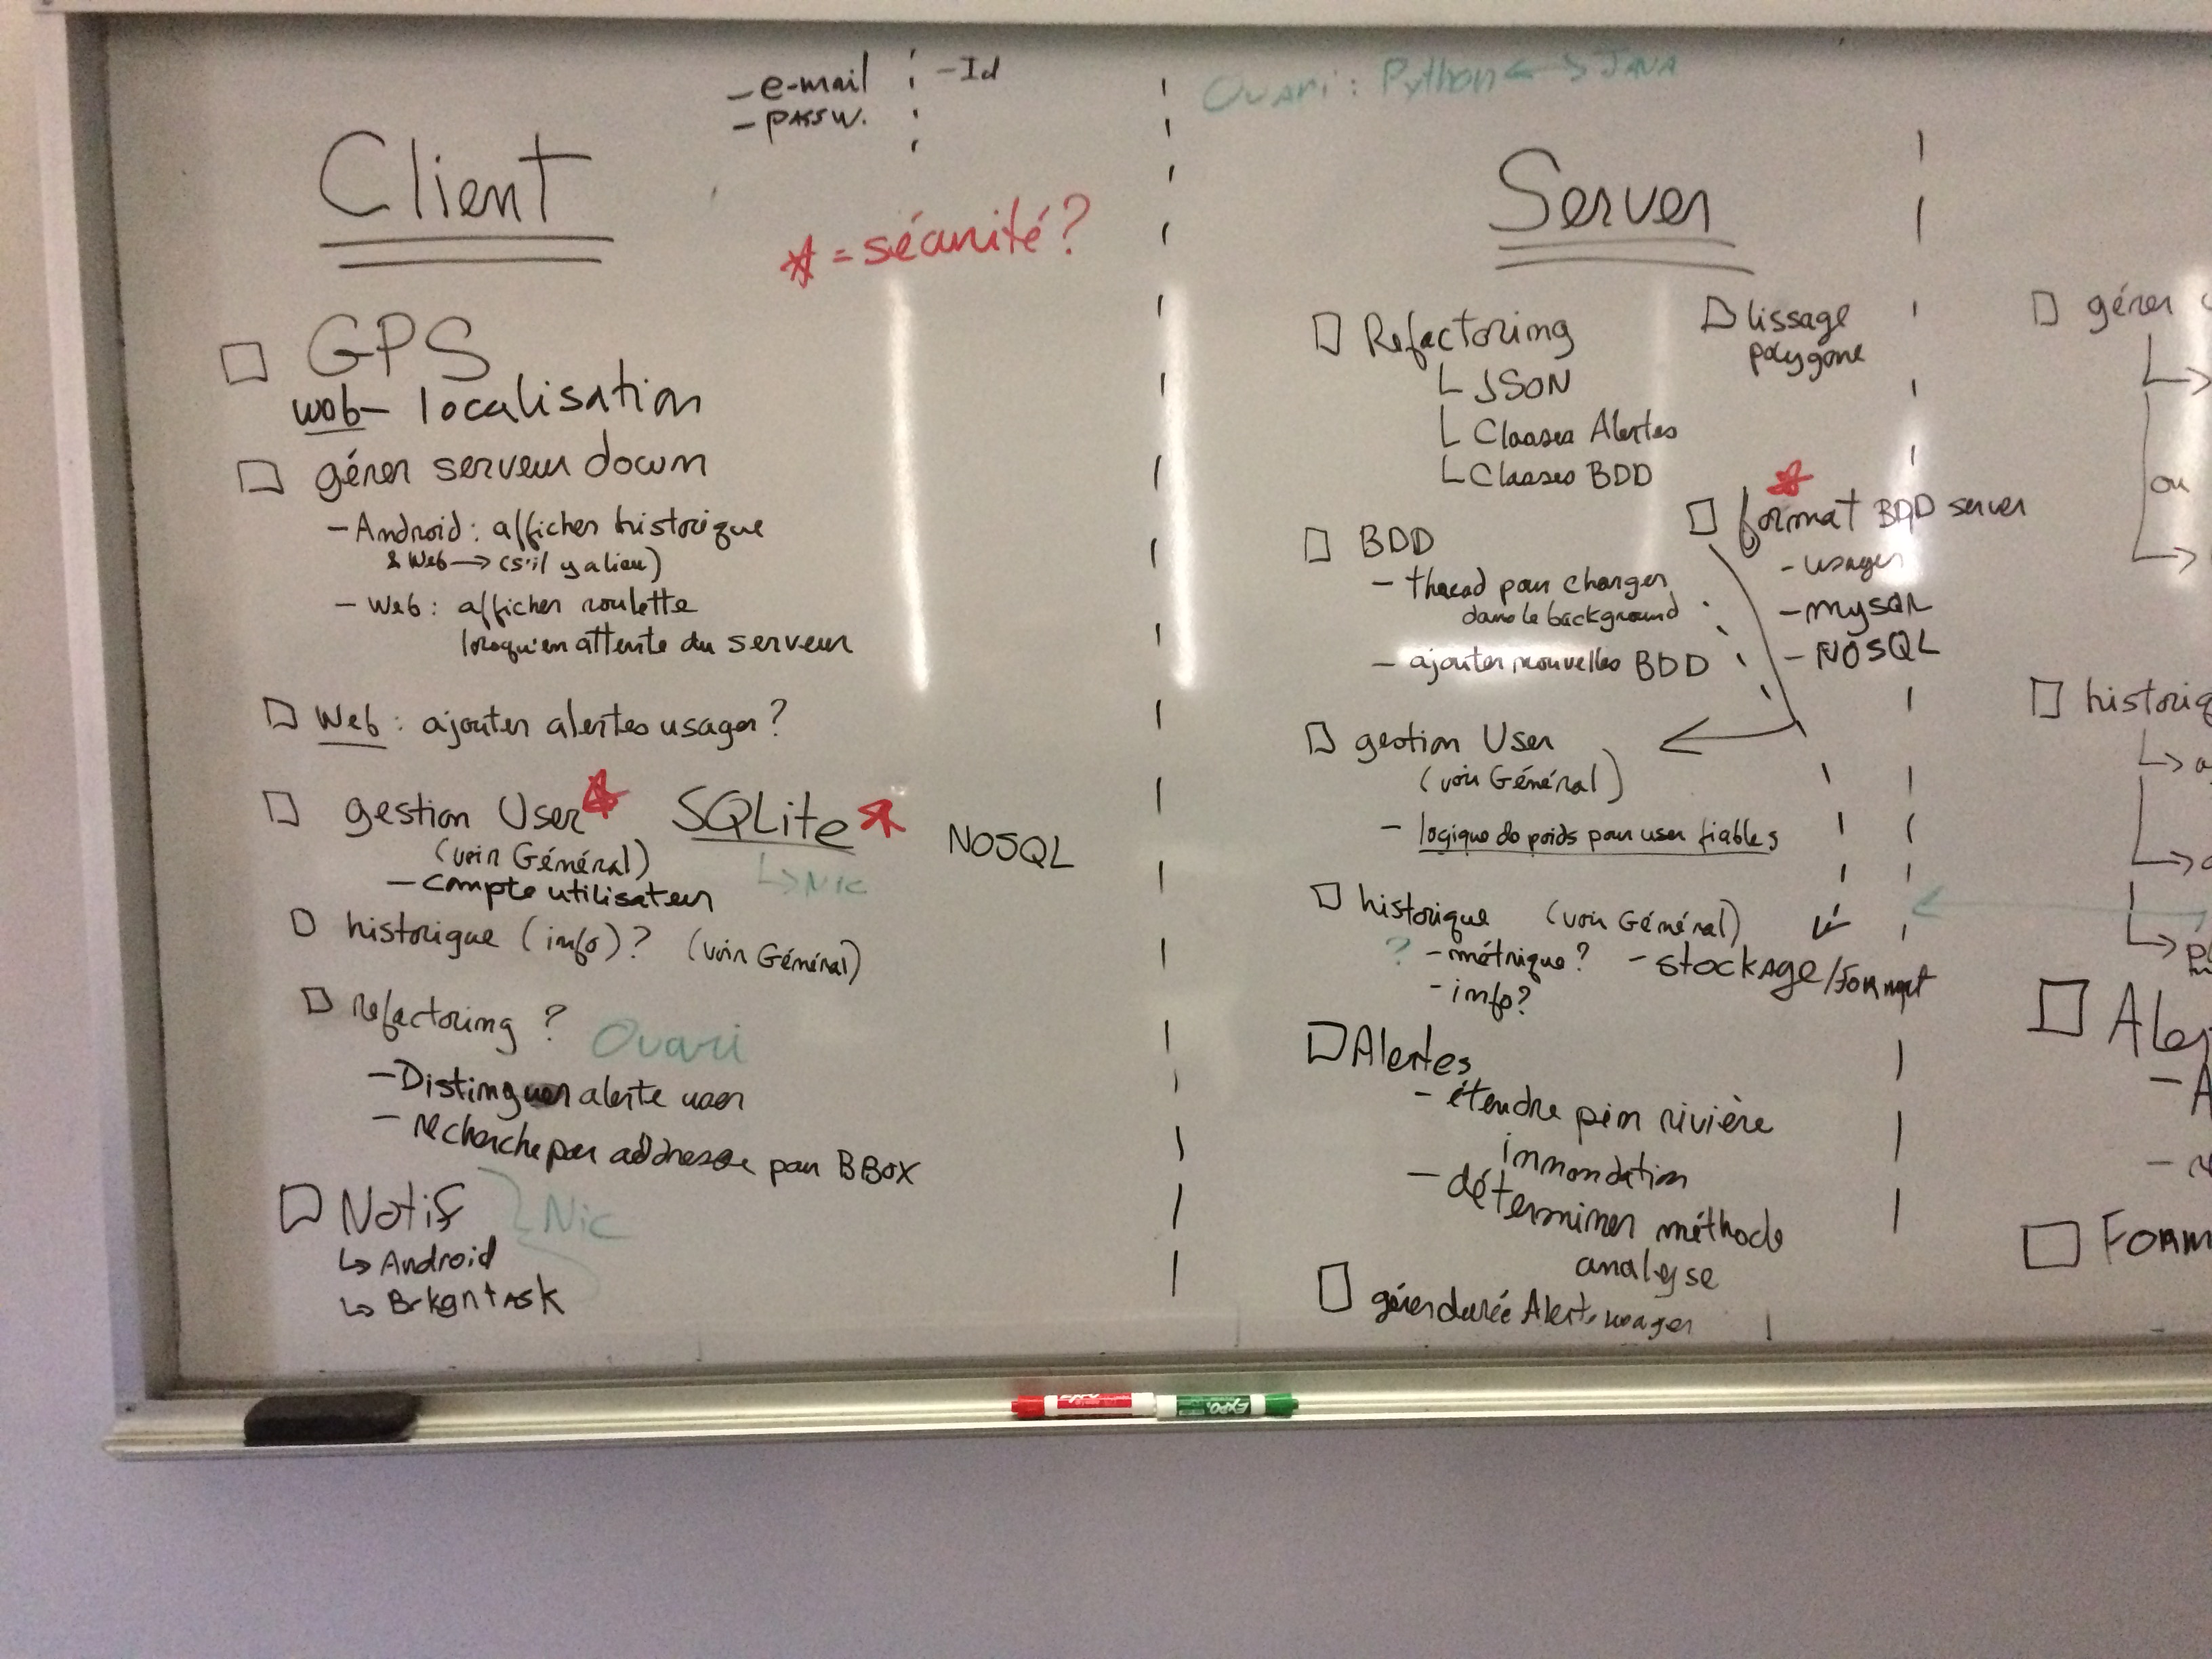 - e-mail
- PASSW.
- Id
Client
* = sécurité?
□ GPS
web - localisation
□ gérer serveur down
- Android: afficher historique
& Web → (s'il y a lieu)
- Web: afficher roulette
lorsqu'en attente du serveur
□ Web: ajouter alertes usager?
□ gestion User* SQLite* NOSQL
(voir Général) ↳ Nic
- compte utilisateur
□ historique (info)? (voir Général)
□ refactoring? Ouari
- Distinguer alerte user
- recherche par addresse par BBOX
□ Notif Nic
↳ Android
↳ BrkgntASK
Ouari: Python ↔ JAVA
Server
□ Refactoring
└ JSON
└ Classes Alertes
└ Classes BDD
□ lissage
polygone
□ BDD
- thread pour changer
dans le background
- ajouter nouvelles BDD
*
□ format BDD server
- usager
- mySQL
- NOSQL
□ gestion User
(voir Général)
- logique de poids pour user fiables
□ historique (voir Général)
? - métrique? - stockage/format
- info?
□ Alertes
- étendre pin rivière
innondation
- déterminer méthode
analyse
□ gérer durée Alerte usager
□ gérer
ou
□ historiq
□ Aler
- A
□ Form
EXPO